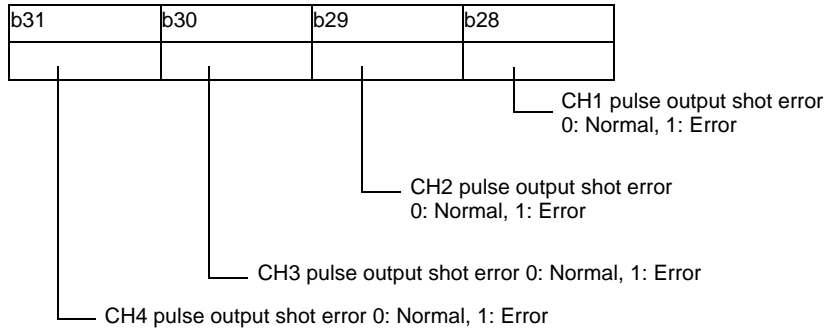 b31 b30 b29 b28
CH1 pulse output shot error
0: Normal, 1: Error
CH2 pulse output shot error
0: Normal, 1: Error
CH3 pulse output shot error 0: Normal, 1: Error
CH4 pulse output shot error 0: Normal, 1: Error